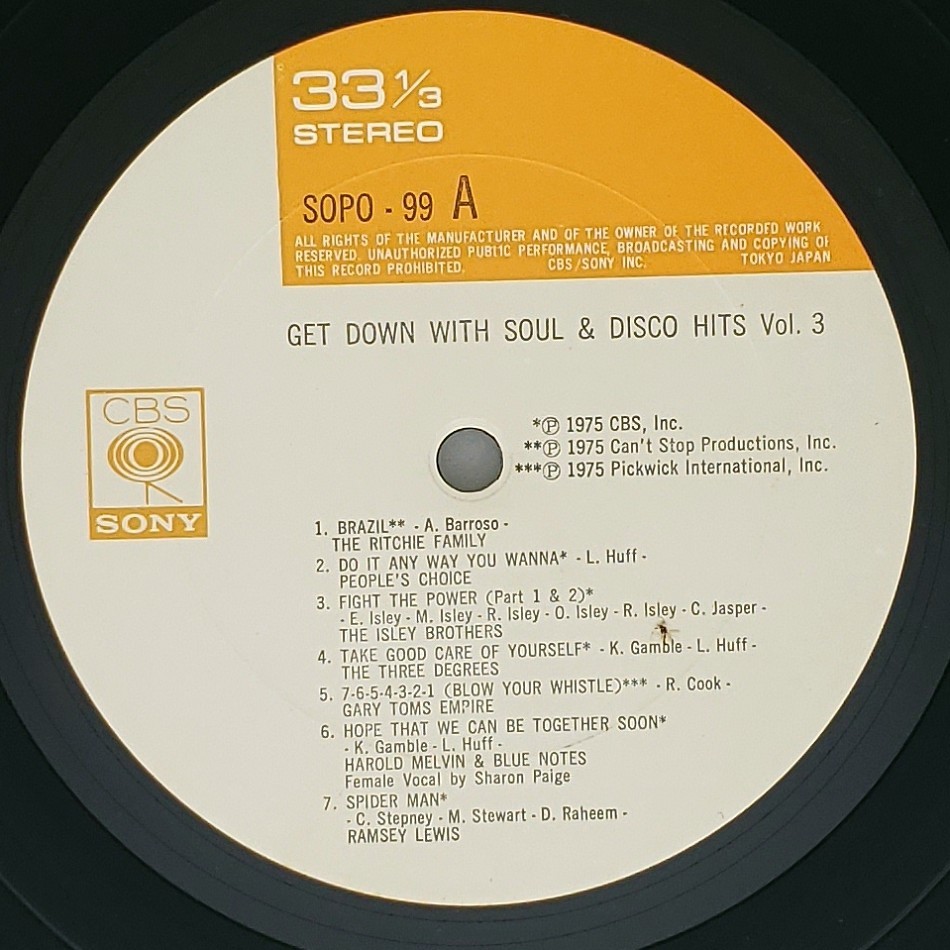 33 1/3
STEREO
SOPO - 99 A
ALL RIGHTS OF THE MANUFACTURER AND OF THE OWNER OF THE RECORDED WORK
RESERVED. UNAUTHORIZED PUBLIC PERFORMANCE, BROADCASTING AND COPYING OF
THIS RECORD PROHIBITED. CBS/SONY INC. TOKYO JAPAN
GET DOWN WITH SOUL & DISCO HITS Vol. 3
CBS
SONY
*℗ 1975 CBS, Inc.
**℗ 1975 Can't Stop Productions, Inc.
***℗ 1975 Pickwick International, Inc.
1. BRAZIL** - A. Barroso -
THE RITCHIE FAMILY
2. DO IT ANY WAY YOU WANNA* - L. Huff -
PEOPLE'S CHOICE
3. FIGHT THE POWER (Part 1 & 2)*
- E. Isley - M. Isley - R. Isley - O. Isley - R. Isley - C. Jasper -
THE ISLEY BROTHERS
4. TAKE GOOD CARE OF YOURSELF* - K. Gamble - L. Huff -
THE THREE DEGREES
5. 7-6-5-4-3-2-1 (BLOW YOUR WHISTLE)*** - R. Cook -
GARY TOMS EMPIRE
6. HOPE THAT WE CAN BE TOGETHER SOON*
- K. Gamble - L. Huff -
HAROLD MELVIN & BLUE NOTES
Female Vocal by Sharon Paige
7. SPIDER MAN*
- C. Stepney - M. Stewart - D. Raheem -
RAMSEY LEWIS